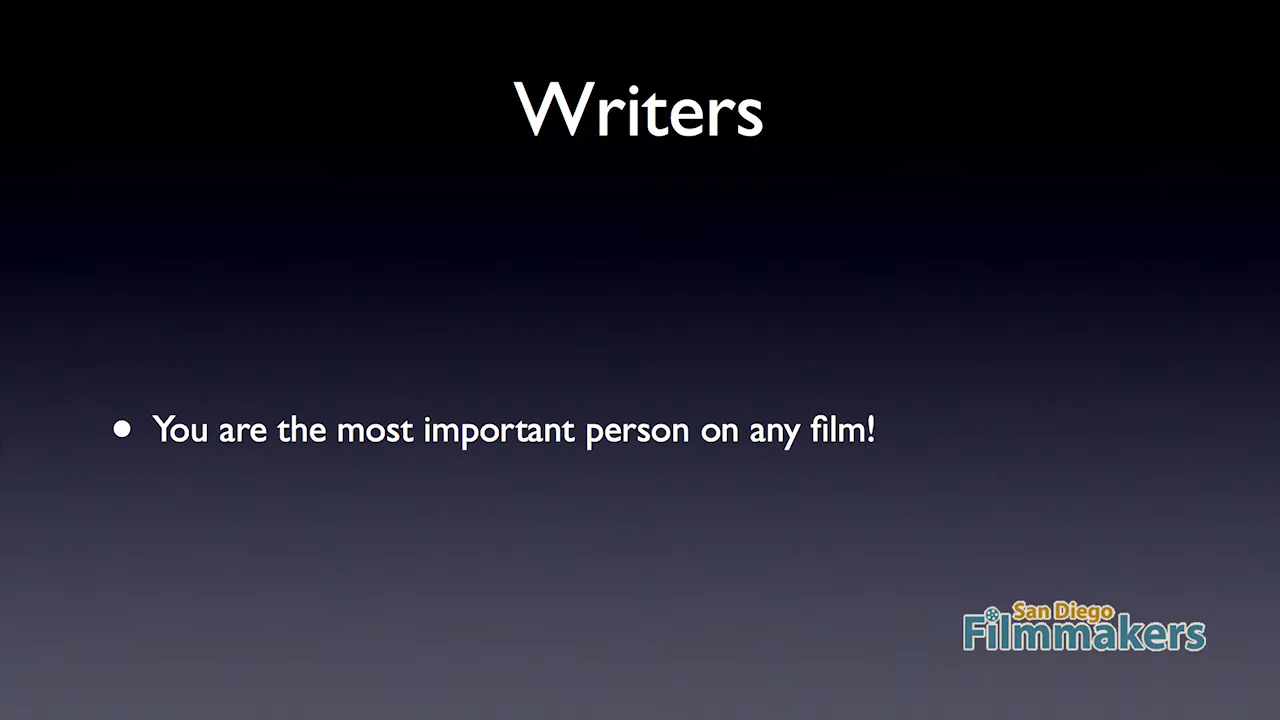 Writers
• You are the most important person on any film!
San Diego
Filmmakers